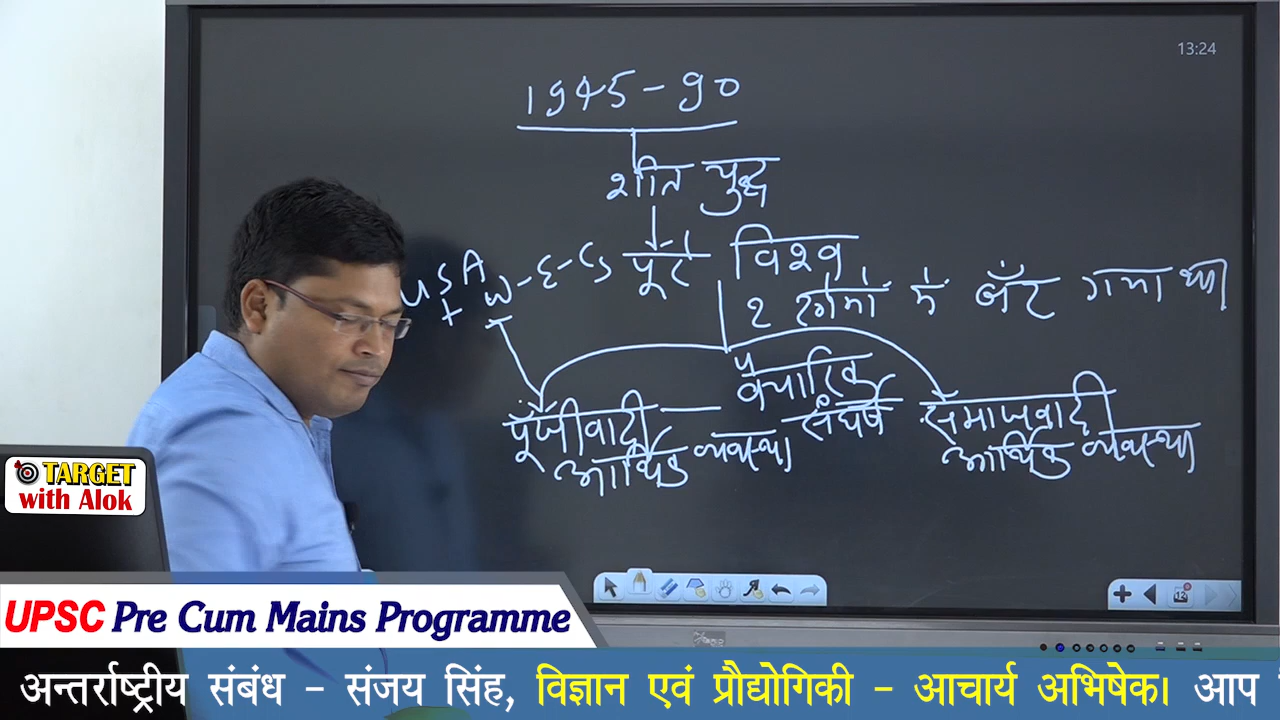 13:24
1945-90
शीत युद्ध
USA + W-E-Cs पूरा विश्व
2 खेमों में बँट गया था
वैचारिक
पूँजीवादी — संघर्ष समाजवादी
आर्थिक व्यवस्था आर्थिक व्यवस्था
TARGET
with Alok
UPSC Pre Cum Mains Programme
अन्तर्राष्ट्रीय संबंध - संजय सिंह, विज्ञान एवं प्रौद्योगिकी - आचार्य अभिषेक। आप